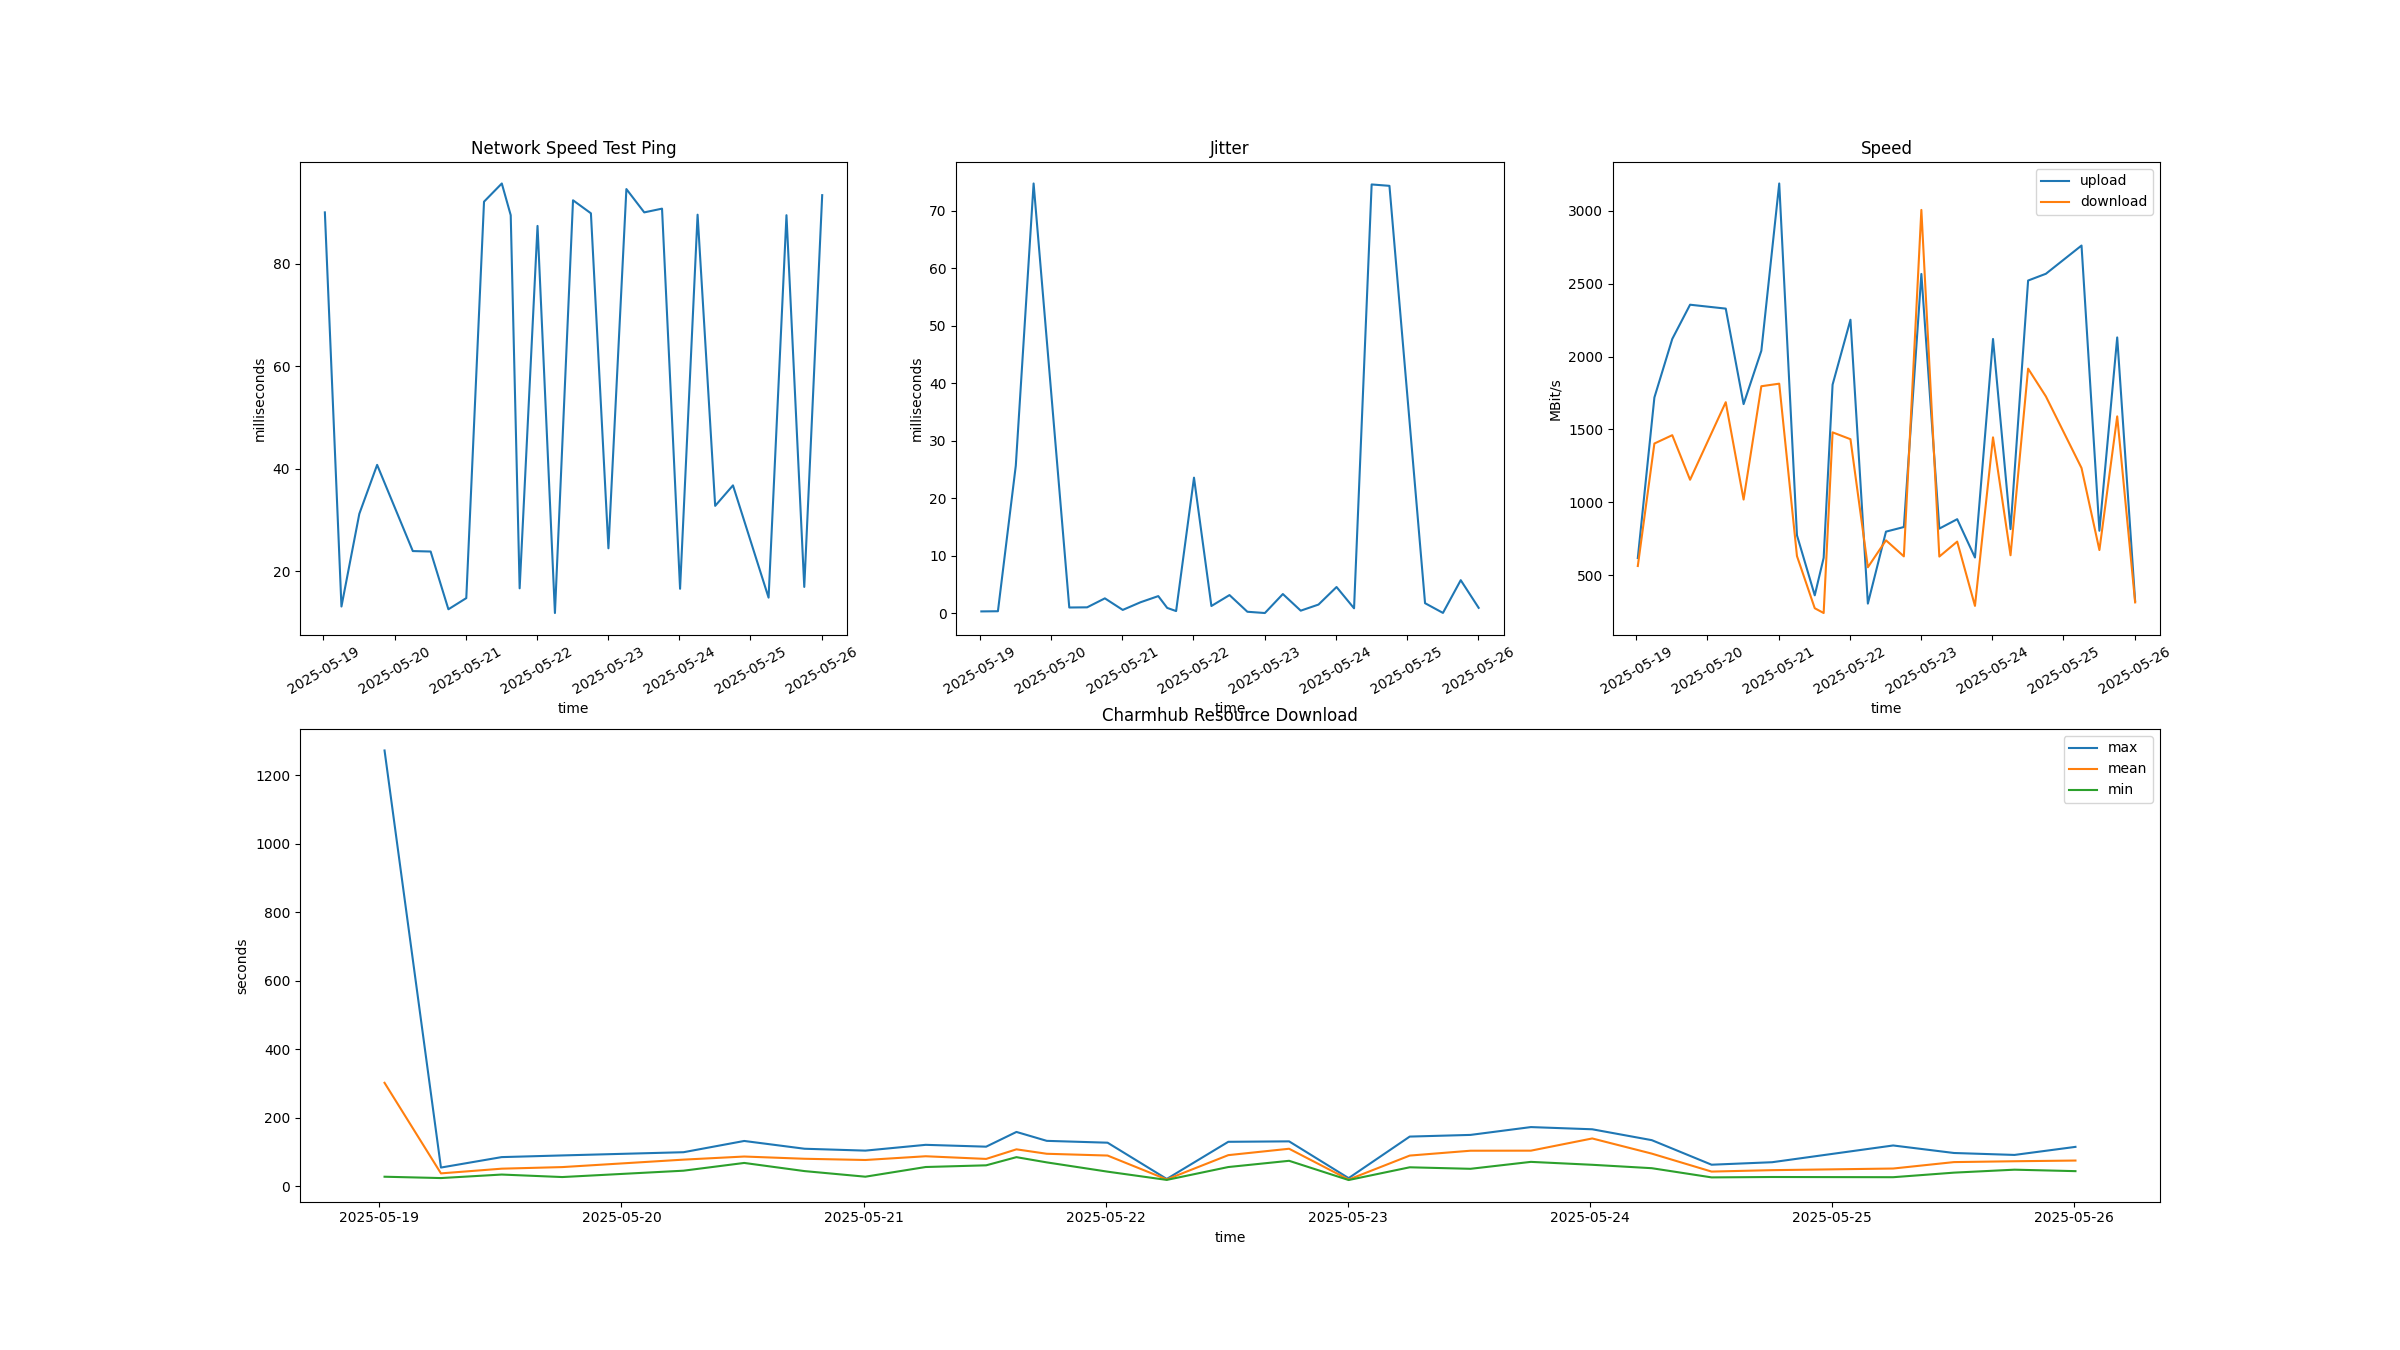 Network Speed Test Ping
milliseconds
80
60
40
20
2025-05-19 2025-05-20 2025-05-21 2025-05-22 2025-05-23 2025-05-24 2025-05-25 2025-05-26
time
Jitter
milliseconds
70
60
50
40
30
20
10
0
2025-05-19 2025-05-20 2025-05-21 2025-05-22 2025-05-23 2025-05-24 2025-05-25 2025-05-26
time
Speed
upload
download
MBit/s
3000
2500
2000
1500
1000
500
2025-05-19 2025-05-20 2025-05-21 2025-05-22 2025-05-23 2025-05-24 2025-05-25 2025-05-26
time
Charmhub Resource Download
max
mean
min
seconds
1200
1000
800
600
400
200
0
2025-05-19 2025-05-20 2025-05-21 2025-05-22 2025-05-23 2025-05-24 2025-05-25 2025-05-26
time